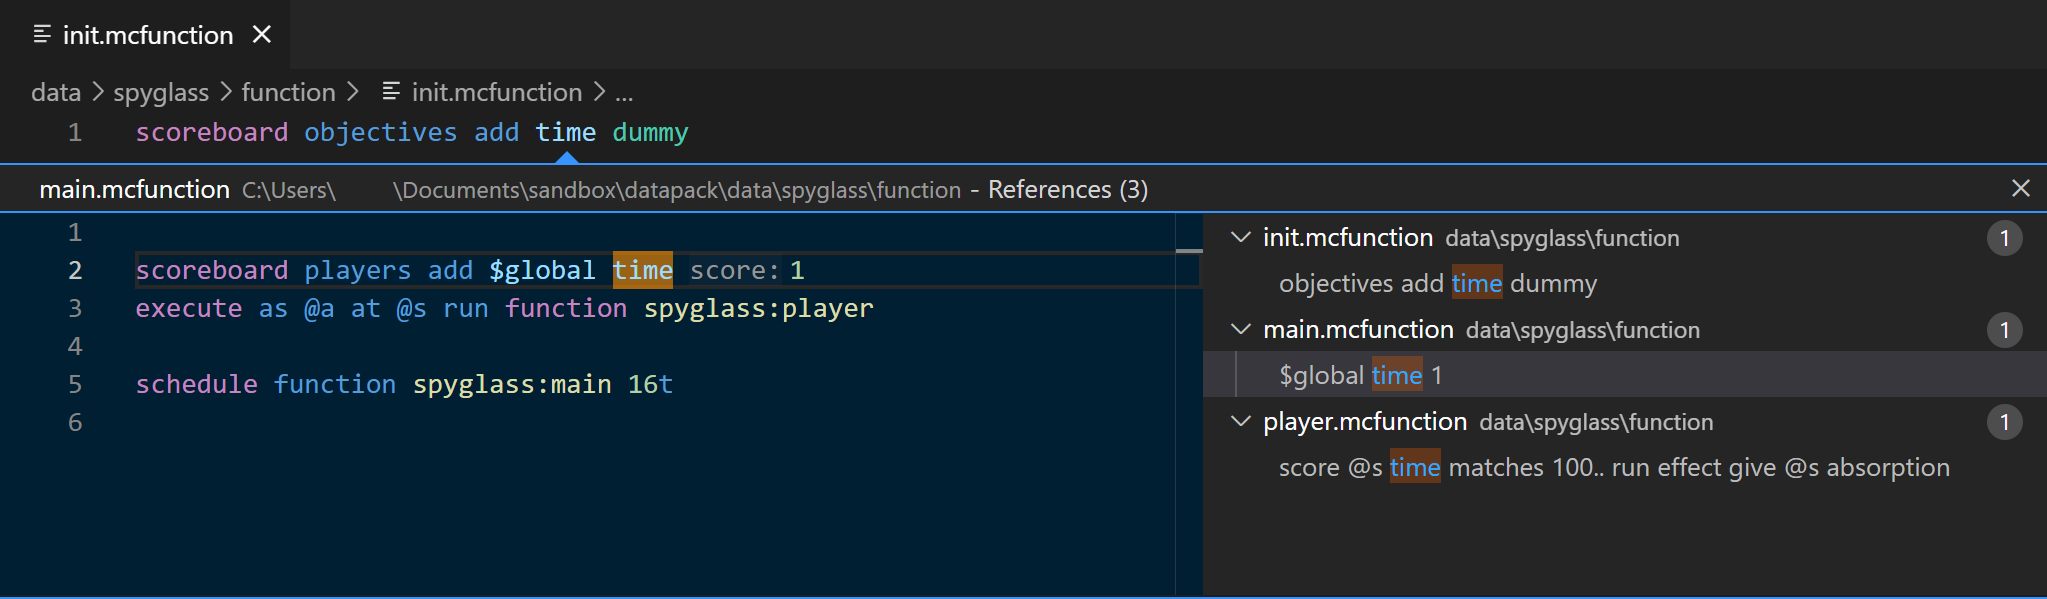 init.mcfunction
data > spyglass > function > init.mcfunction > ...
1 scoreboard objectives add time dummy
main.mcfunction C:\Users\ \Documents\sandbox\datapack\data\spyglass\function - References (3)
1
2 scoreboard players add $global time score: 1
3 execute as @a at @s run function spyglass:player
4
5 schedule function spyglass:main 16t
6
init.mcfunction data\spyglass\function 1
objectives add time dummy
main.mcfunction data\spyglass\function 1
$global time 1
player.mcfunction data\spyglass\function 1
score @s time matches 100.. run effect give @s absorption